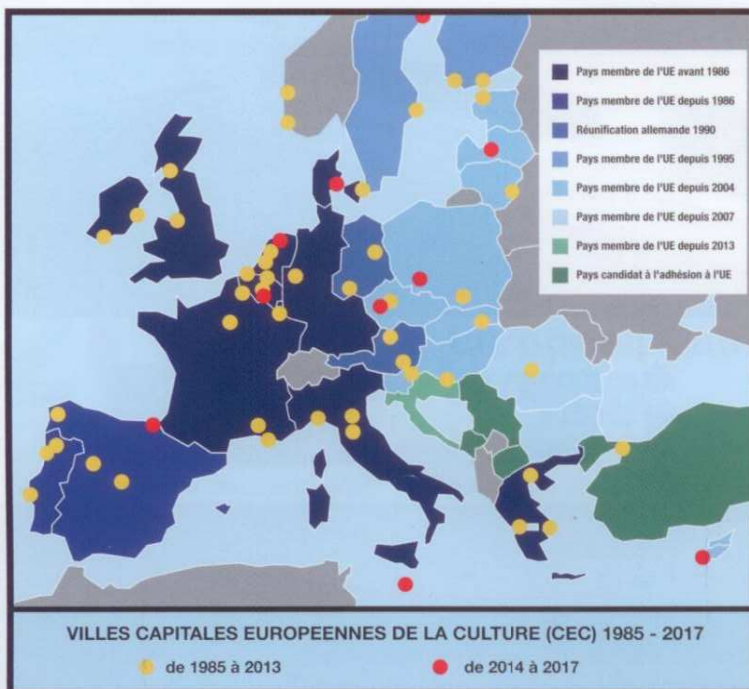 Pays membre de l'UE avant 1986
Pays membre de l'UE depuis 1986
Réunification allemande 1990
Pays membre de l'UE depuis 1995
Pays membre de l'UE depuis 2004
Pays membre de l'UE depuis 2007
Pays membre de l'UE depuis 2013
Pays candidat à l'adhésion à l'UE
VILLES CAPITALES EUROPEENNES DE LA CULTURE (CEC) 1985 - 2017
de 1985 à 2013
de 2014 à 2017